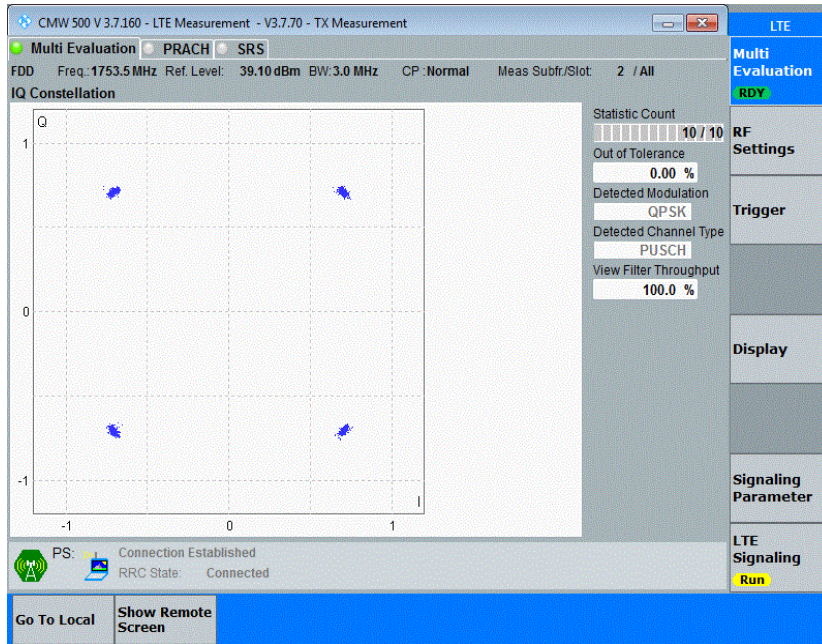 CMW 500 V 3.7.160 - LTE Measurement - V3.7.70 - TX Measurement
LTE
Multi Evaluation PRACH SRS
Multi
Evaluation
RDY
FDD Freq.:1753.5 MHz Ref. Level: 39.10 dBm BW:3.0 MHz CP :Normal Meas Subfr./Slot: 2 / All
IQ Constellation
Q
1
0
-1
I
-1 0 1
Statistic Count
10 / 10
Out of Tolerance
0.00 %
Detected Modulation
QPSK
Detected Channel Type
PUSCH
View Filter Throughput
100.0 %
RF
Settings
Trigger
Display
Signaling
Parameter
LTE
Signaling
Run
PS: Connection Established
RRC State: Connected
Go To Local
Show Remote
Screen